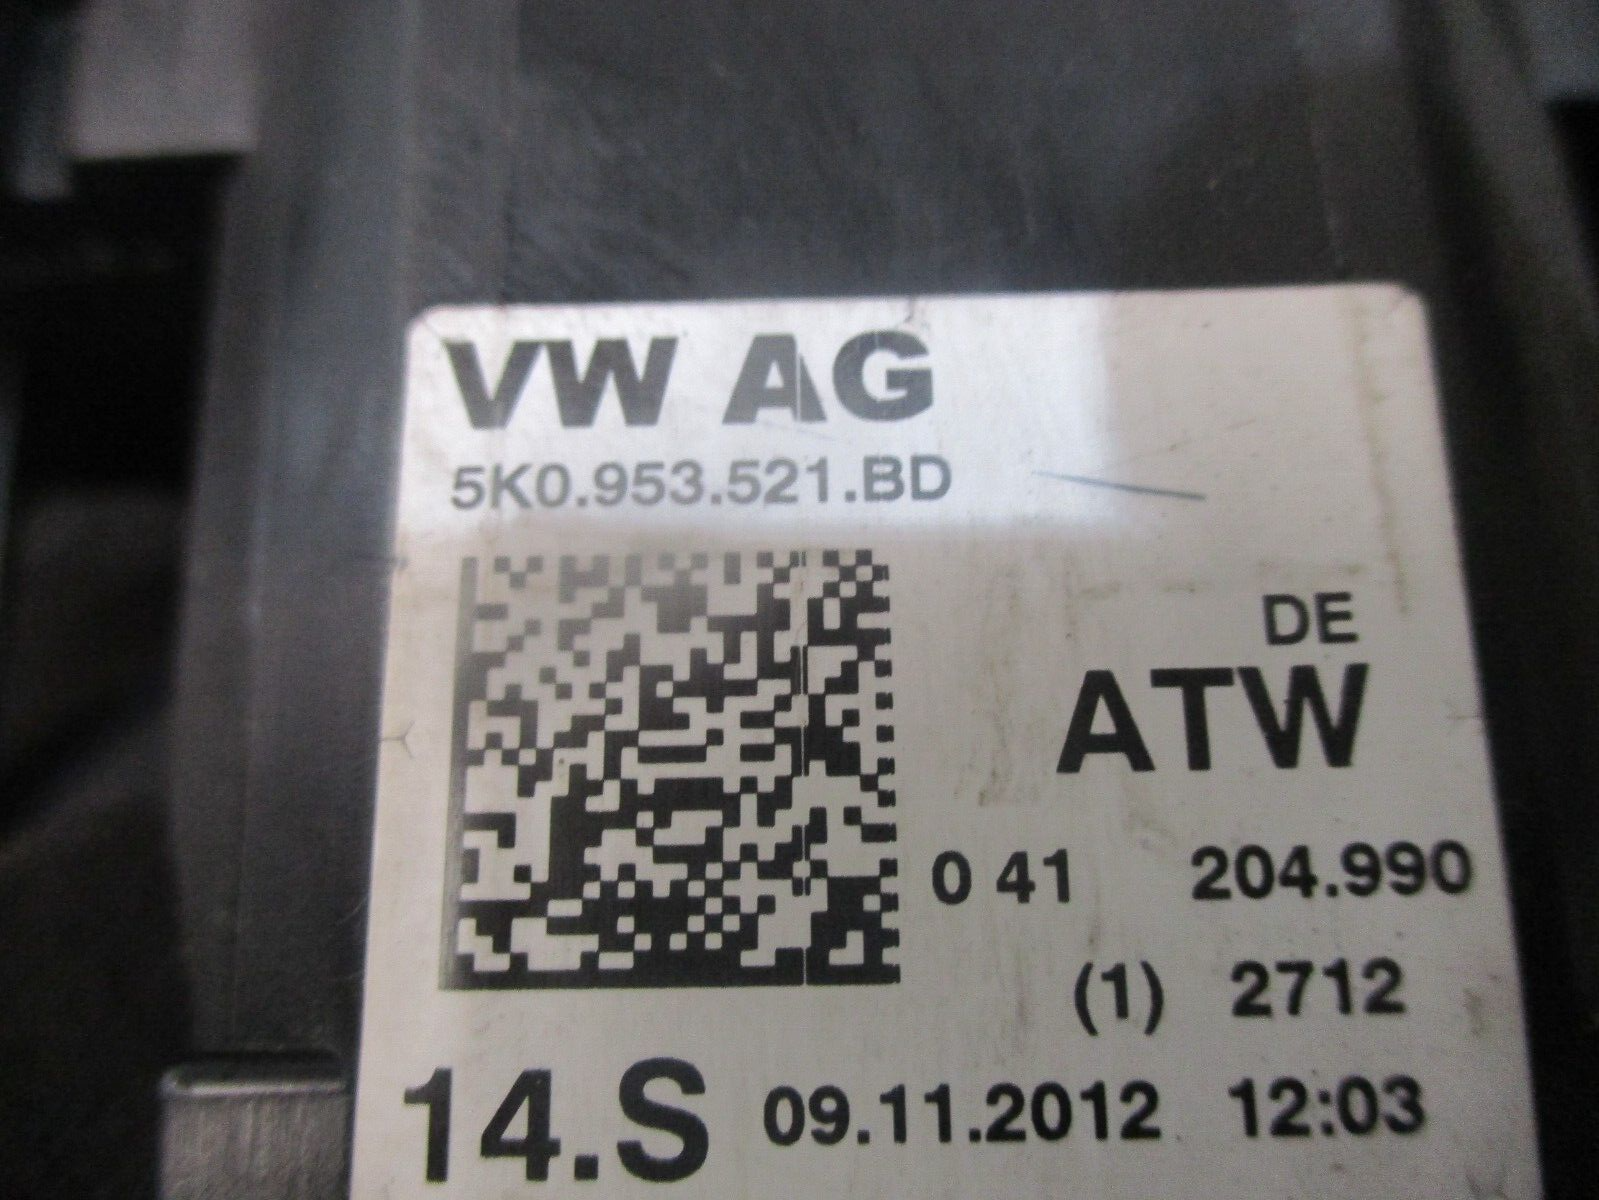 VW AG
5K0.953.521.BD
DE
ATW
0 41 204.990
(1) 2712
14.S 09.11.2012 12:03